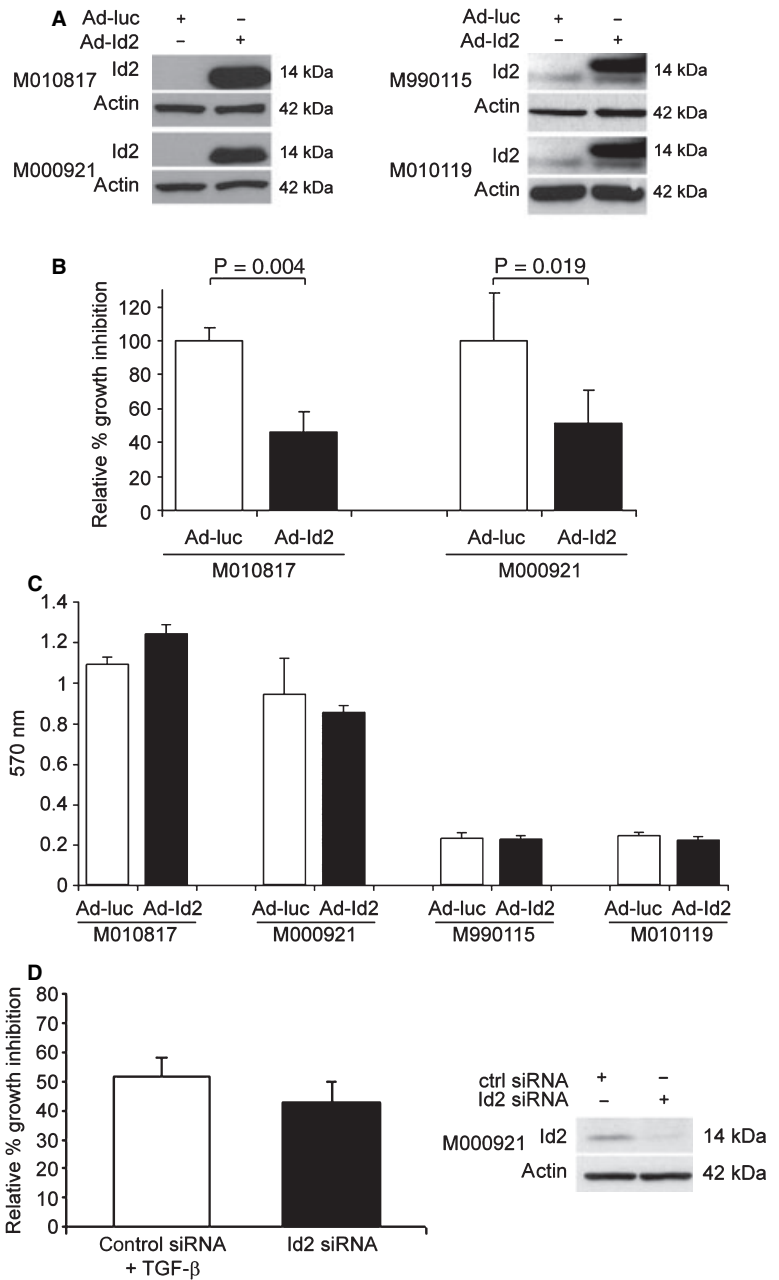 A
Ad-luc + –
Ad-Id2 – +
M010817 Id2 14 kDa
Actin 42 kDa
M000921 Id2 14 kDa
Actin 42 kDa
Ad-luc + –
Ad-Id2 – +
M990115 Id2 14 kDa
Actin 42 kDa
M010119 Id2 14 kDa
Actin 42 kDa
B
P = 0.004 P = 0.019
Relative % growth inhibition
120
100
80
60
40
20
0
Ad-luc Ad-Id2 Ad-luc Ad-Id2
M010817 M000921
C
570 nm
1.4
1.2
1
0.8
0.6
0.4
0.2
0
Ad-luc Ad-Id2 Ad-luc Ad-Id2 Ad-luc Ad-Id2 Ad-luc Ad-Id2
M010817 M000921 M990115 M010119
D
Relative % growth inhibition
80
70
60
50
40
30
20
10
0
Control siRNA Id2 siRNA
+ TGF-β
ctrl siRNA + –
Id2 siRNA – +
M000921 Id2 14 kDa
Actin 42 kDa